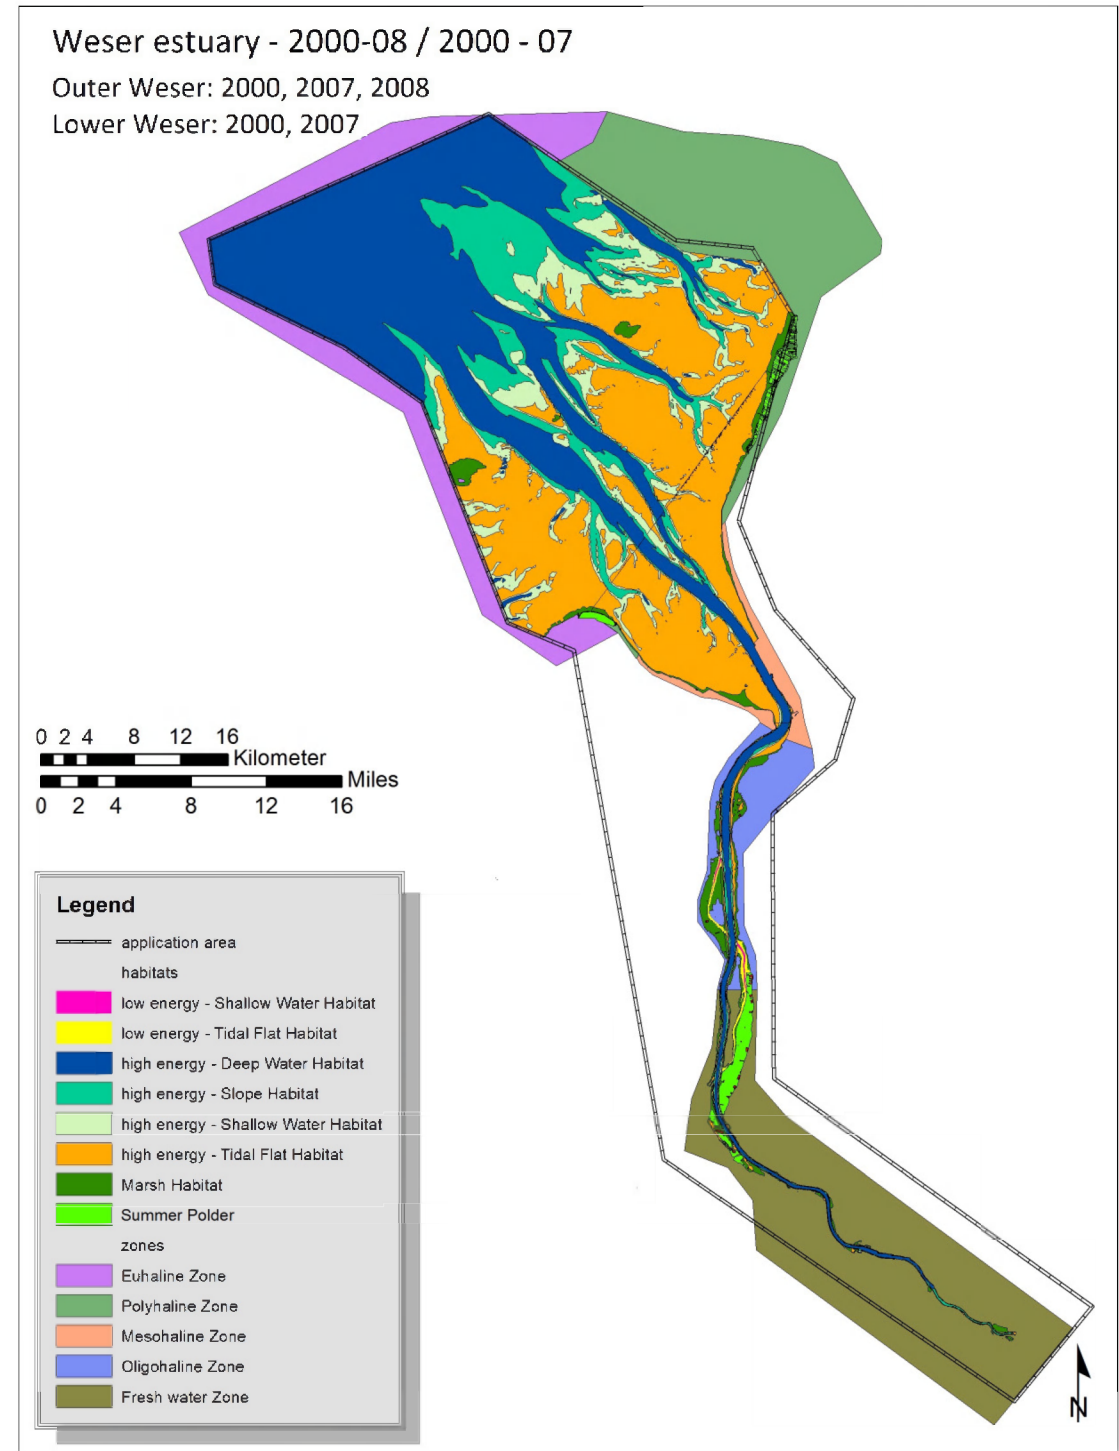 Weser estuary - 2000-08 / 2000 - 07
Outer Weser: 2000, 2007, 2008
Lower Weser: 2000, 2007
0 2 4 8 12 16
Kilometer
Miles
0 2 4 8 12 16
Legend
application area
habitats
low energy - Shallow Water Habitat
low energy - Tidal Flat Habitat
high energy - Deep Water Habitat
high energy - Slope Habitat
high energy - Shallow Water Habitat
high energy - Tidal Flat Habitat
Marsh Habitat
Summer Polder
zones
Euhaline Zone
Polyhaline Zone
Mesohaline Zone
Oligohaline Zone
Fresh water Zone
N